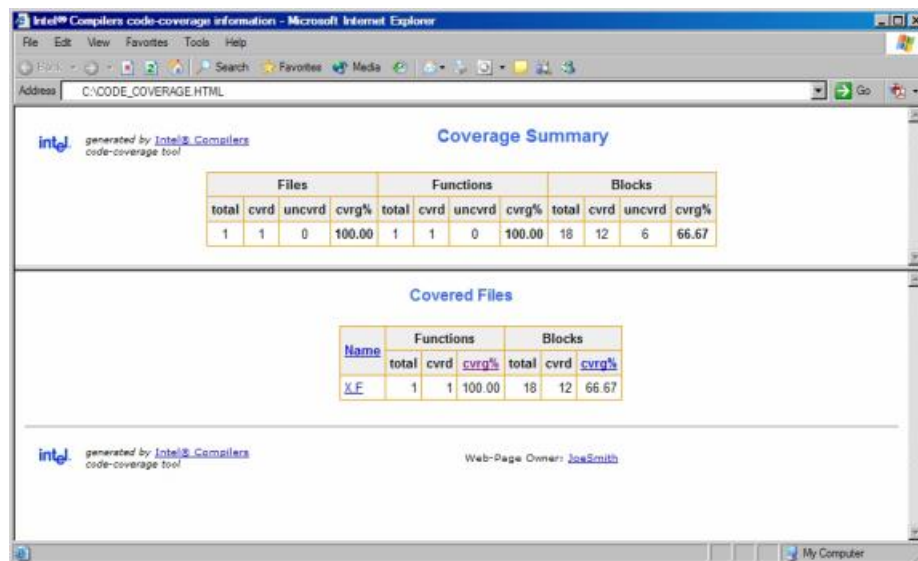 Intel® Compilers code-coverage information - Microsoft Internet Explorer
File Edit View Favorites Tools Help
Back Search Favorites Media
Address C:\CODE_COVERAGE.HTML Go
intel. generated by Intel® Compilers
code-coverage tool
Coverage Summary
Files Functions Blocks
total cvrd uncvrd cvrg% total cvrd uncvrd cvrg% total cvrd uncvrd cvrg%
1 1 0 100.00 1 1 0 100.00 18 12 6 66.67
Covered Files
Name Functions Blocks
total cvrd cvrg% total cvrd cvrg%
X.F 1 1 100.00 18 12 66.67
intel. generated by Intel® Compilers
code-coverage tool
Web-Page Owner: JoeSmith
My Computer